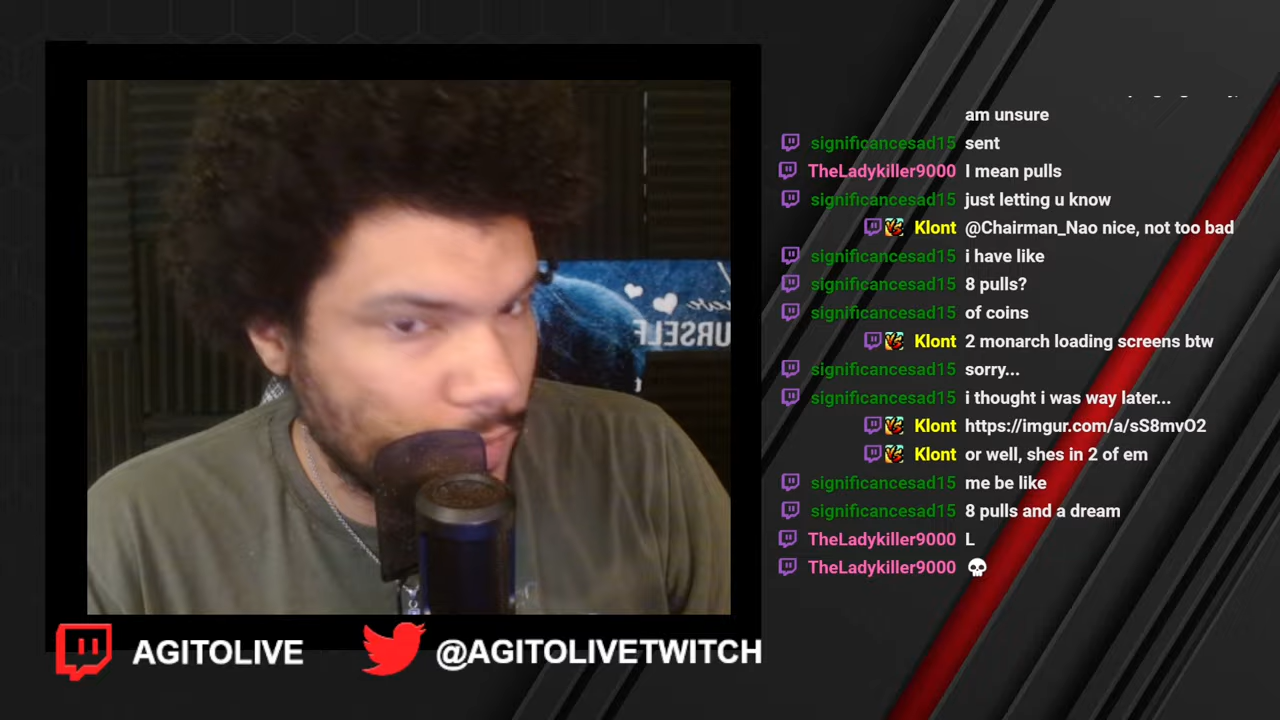 am unsure
significancesad15 sent
TheLadykiller9000 I mean pulls
significancesad15 just letting u know
Klont @Chairman_Nao nice, not too bad
significancesad15 i have like
significancesad15 8 pulls?
significancesad15 of coins
Klont 2 monarch loading screens btw
significancesad15 sorry...
significancesad15 i thought i was way later...
Klont https://imgur.com/a/sS8mvO2
Klont or well, shes in 2 of em
significancesad15 me be like
significancesad15 8 pulls and a dream
TheLadykiller9000 L
TheLadykiller9000 💀
AGITOLIVE @AGITOLIVETWITCH